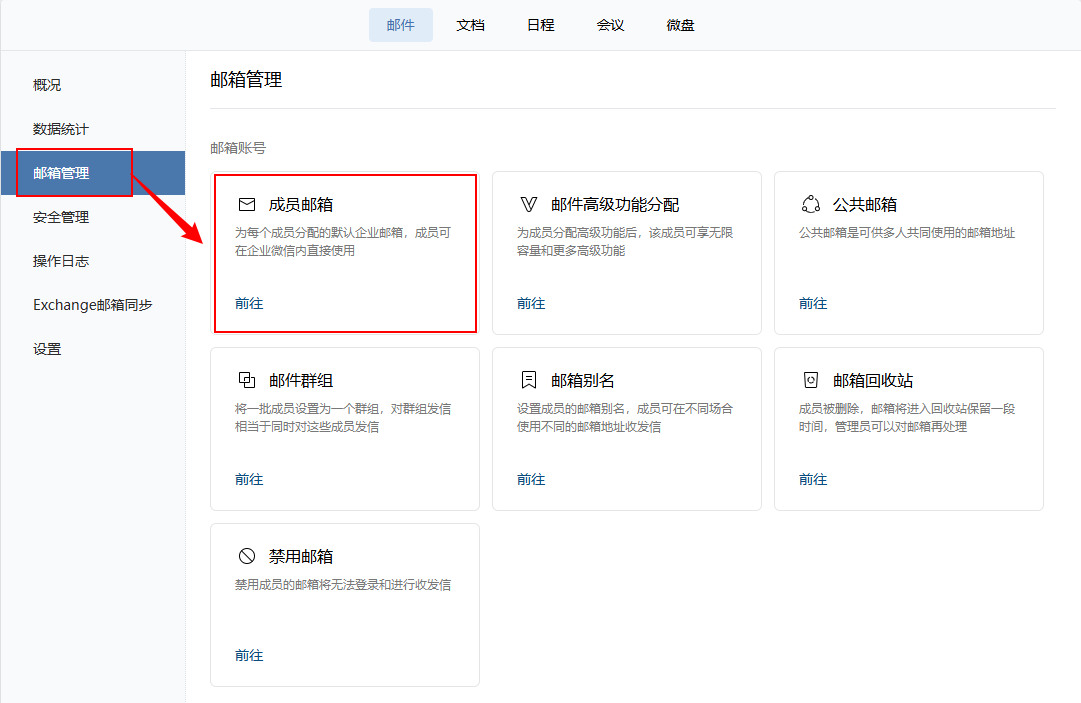 邮件 文档 日程 会议 微盘
概况
数据统计
邮箱管理
安全管理
操作日志
Exchange邮箱同步
设置
邮箱管理
邮箱账号
成员邮箱
为每个成员分配的默认企业邮箱，成员可
在企业微信内直接使用
前往
邮件高级功能分配
为成员分配高级功能后，该成员可享无限
容量和更多高级功能
前往
公共邮箱
公共邮箱是可供多人共同使用的邮箱地址
前往
邮件群组
将一批成员设置为一个群组，对群组发信
相当于同时对这些成员发信
前往
邮箱别名
设置成员的邮箱别名，成员可在不同场合
使用不同的邮箱地址收发信
前往
邮箱回收站
成员被删除，邮箱将进入回收站保留一段
时间，管理员可以对邮箱再处理
前往
禁用邮箱
禁用成员的邮箱将无法登录和进行收发信
前往